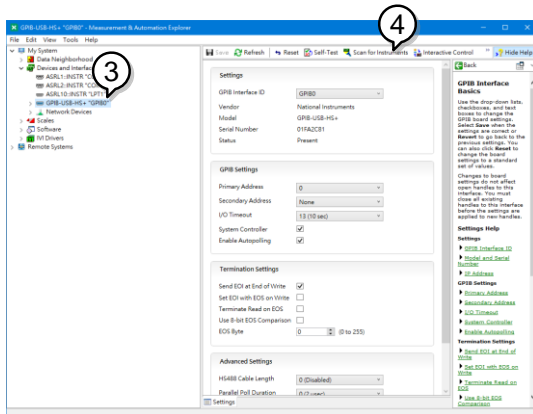 GPIB-USB-HS+ "GPIB0" - Measurement & Automation Explorer
File Edit View Tools Help
4
3
My System
Data Neighborhood
Devices and Interfac
ASRL1::INSTR "CO
ASRL10::INSTR "LPT1"
GPIB-USB-HS+ "GPIB0"
Network Devices
Scales
Software
IVI Drivers
Remote Systems
Refresh Reset Self-Test Scan for Instruments Interactive Control Hide Help
Settings
GPIB Interface ID GPIB0
Vendor National Instruments
Model GPIB-USB-HS+
Serial Number 01FA2CB1
Status Present
GPIB Settings
Primary Address 0
Secondary Address None
I/O Timeout 13 (10 sec)
System Controller
Enable Autopolling
Termination Settings
Send EOI at End of Write
Set EOI with EOS on Write
Terminate Read on EOS
Use 8-bit EOS Comparison
EOS Byte 0 (0 to 255)
Advanced Settings
HS488 Cable Length 0 (Disabled)
Parallel Poll Duration
Settings
Back
GPIB Interface
Basics
Use the drop-down lists,
checkboxes, and text
boxes to change the
GPIB board settings.
Select Save when the
settings are correct or
Revert to go back to the
previous settings. You
can also click Reset to
change the board
settings to a standard
set of values.
Changes to board
settings do not affect
open handles to this
interface. You must
close all existing
handles to this interface
before the settings are
applied to new handles.
Settings Help
Settings
GPIB Interface ID
Model and Serial
Number
IP Address
GPIB Settings
Primary Address
Secondary Address
I/O Timeout
System Controller
Enable Autopolling
Termination Settings
Send EOI at End of
Write
Set EOI with EOS on
Write
Terminate Read on
EOS
Use 8-bit EOS
Comparison